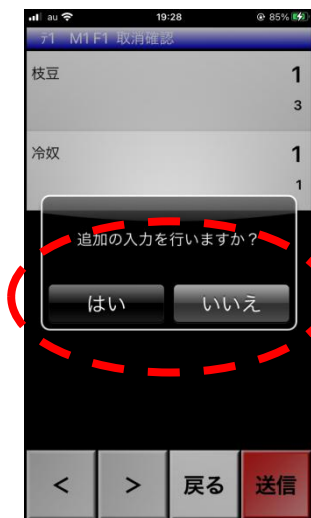 au 19:28 85%
テ1 M1F1 取消確認
枝豆 1
3
冷奴 1
1
追加の入力を行いますか？
はい いいえ
< > 戻る 送信